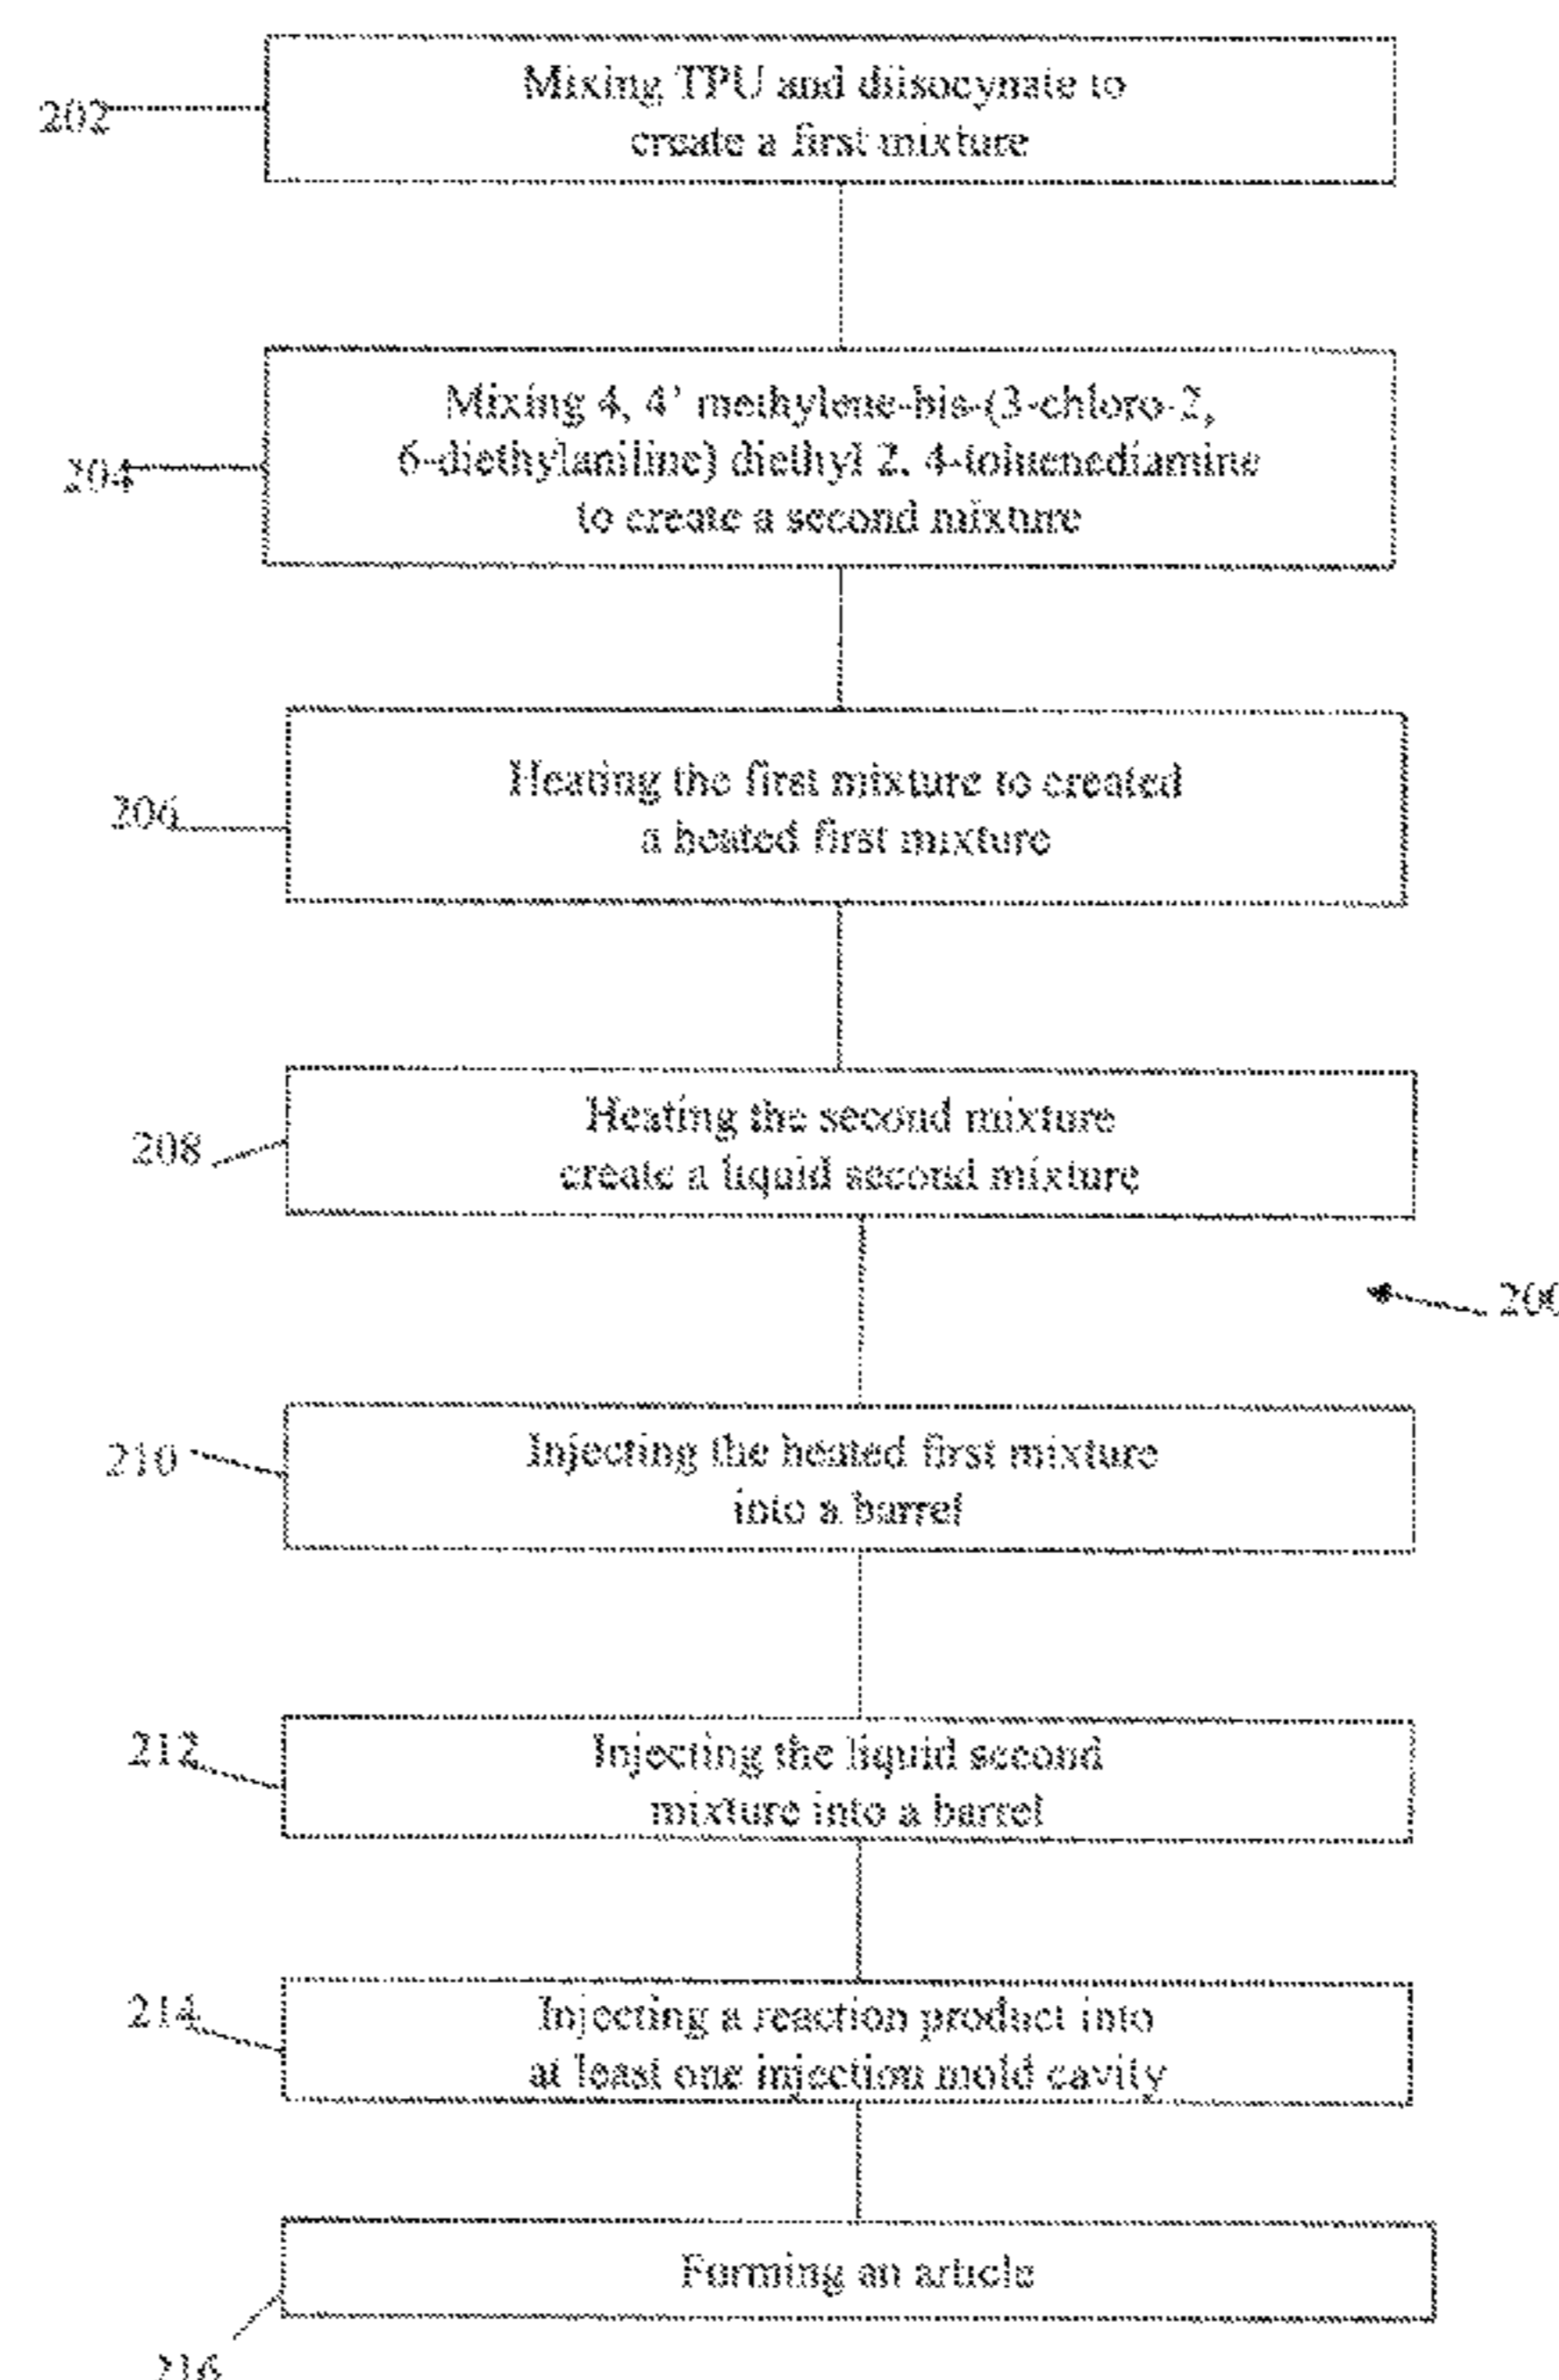 202
Mixing TPU and diisocynate to
create a first mixture
204
Mixing 4, 4' methylene-bis-(3-chloro-2,
6-diethylaniline) diethyl 2, 4-toluenediamine
to create a second mixture
206
Heating the first mixture to created
a heated first mixture
208
Heating the second mixture
create a liquid second mixture
200
210
Injecting the heated first mixture
into a barrel
212
Injecting the liquid second
mixture into a barrel
214
Injecting a reaction product into
at least one injection mold cavity
Forming an article
216